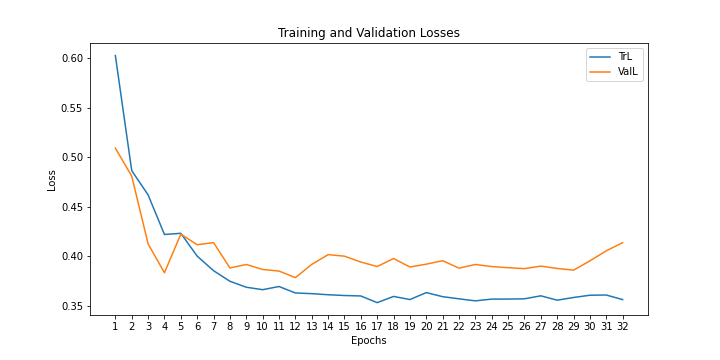 Training and Validation Losses
TrL
ValL
0.60
0.55
0.50
0.45
0.40
0.35
Loss
1 2 3 4 5 6 7 8 9 10 11 12 13 14 15 16 17 18 19 20 21 22 23 24 25 26 27 28 29 30 31 32
Epochs